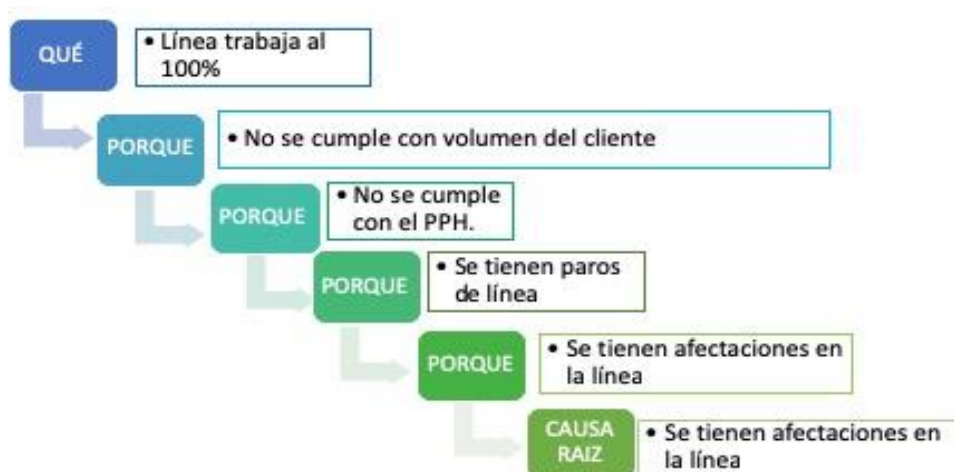 QUÉ
• Línea trabaja al
100%
PORQUE
• No se cumple con volumen del cliente
PORQUE
• No se cumple
con el PPH.
PORQUE
• Se tienen paros
de línea
PORQUE
• Se tienen afectaciones en
la línea
CAUSA
RAIZ
• Se tienen afectaciones en
la línea